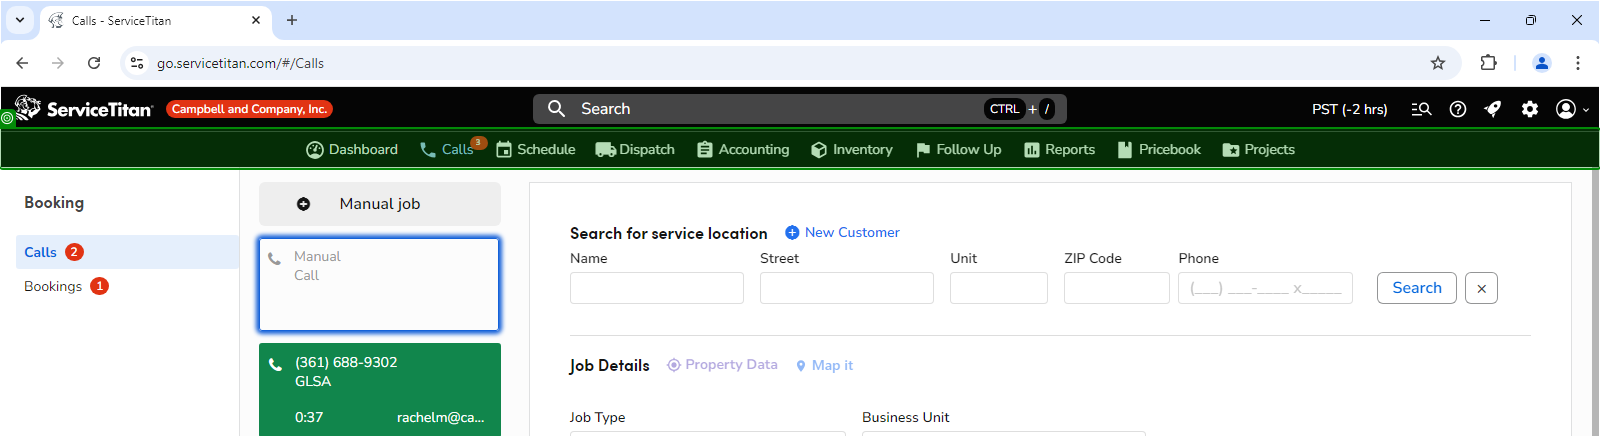 Calls - ServiceTitan
go.servicetitan.com/#/Calls
ServiceTitan Campbell and Company, Inc. Search CTRL + / PST (-2 hrs)
Dashboard Calls 3 Schedule Dispatch Accounting Inventory Follow Up Reports Pricebook Projects
Booking
Calls 2
Bookings 1
Manual job
Manual
Call
(361) 688-9302
GLSA
0:37 rachelm@ca...
Search for service location New Customer
Name Street Unit ZIP Code Phone
(___) ___-____ x_____ Search ×
Job Details Property Data Map it
Job Type Business Unit